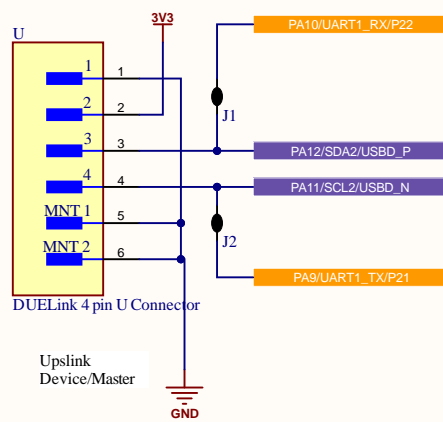 U
3V3
PA10/UART1_RX/P22
1 1
2 2
J1
3 3
PA12/SDA2/USBD_P
4 4
PA11/SCL2/USBD_N
MNT 1 5
J2
MNT 2 6
PA9/UART1_TX/P21
DUELink 4 pin U Connector
Upslink
Device/Master
GND